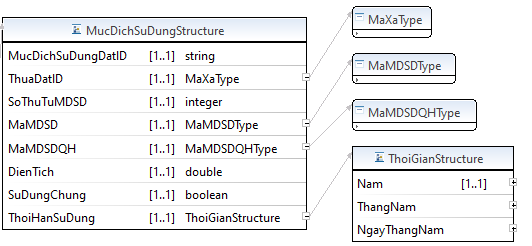 MucDichSuDungStructure
MucDichSuDungDatID [1..1] string
ThuaDatID [1..1] MaXaType
SoThuTuMDSD [1..1] integer
MaMDSD [1..1] MaMDSDType
MaMDSDQH [1..1] MaMDSDQHType
DienTich [1..1] double
SuDungChung [1..1] boolean
ThoiHanSuDung [1..1] ThoiGianStructure
MaXaType
MaMDSDType
MaMDSDQHType
ThoiGianStructure
Nam [1..1]
ThangNam
NgayThangNam